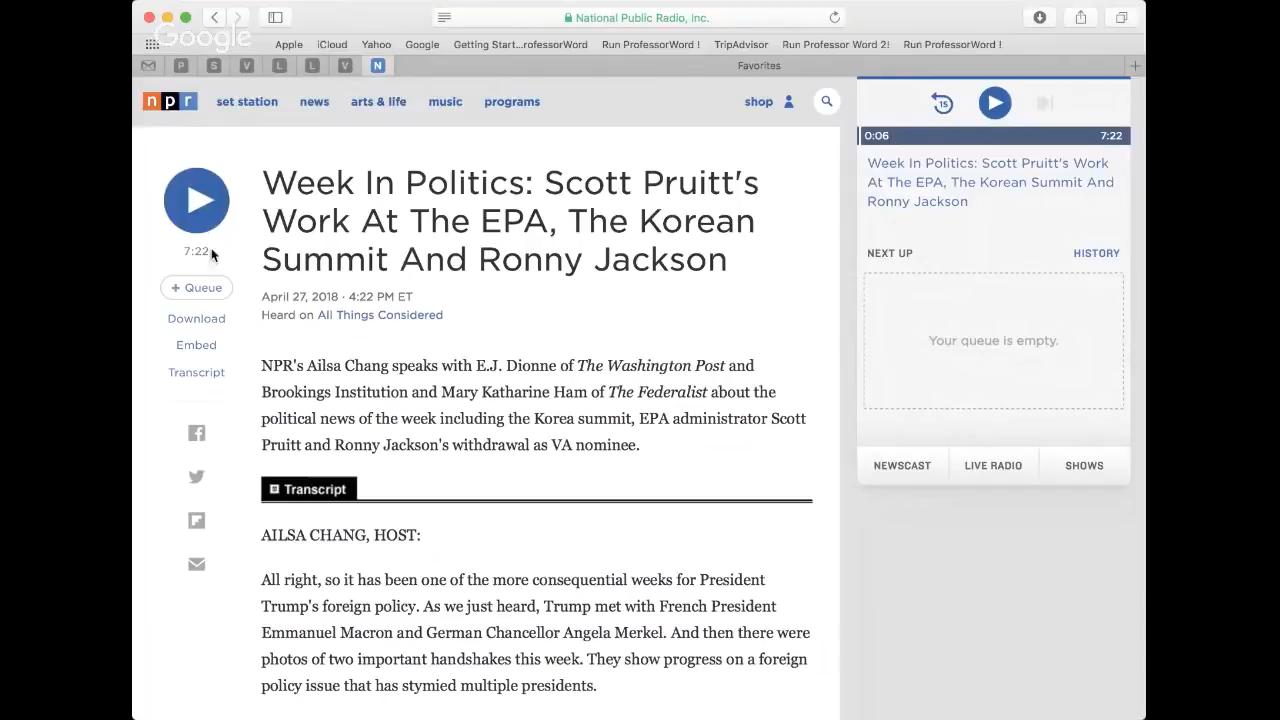 National Public Radio, Inc.
Google
Apple iCloud Yahoo Google Getting Start...rofessorWord Run ProfessorWord ! TripAdvisor Run Professor Word 2! Run ProfessorWord !
P S V L L V N Favorites
npr set station news arts & life music programs shop
15
0:06 7:22
Week In Politics: Scott Pruitt's Work At The EPA, The Korean Summit And Ronny Jackson
NEXT UP HISTORY
Your queue is empty.
NEWSCAST LIVE RADIO SHOWS
7:22
+ Queue
Download
Embed
Transcript
Week In Politics: Scott Pruitt's
Work At The EPA, The Korean
Summit And Ronny Jackson
April 27, 2018 · 4:22 PM ET
Heard on All Things Considered
NPR's Ailsa Chang speaks with E.J. Dionne of The Washington Post and
Brookings Institution and Mary Katharine Ham of The Federalist about the
political news of the week including the Korea summit, EPA administrator Scott
Pruitt and Ronny Jackson's withdrawal as VA nominee.
Transcript
AILSA CHANG, HOST:
All right, so it has been one of the more consequential weeks for President
Trump's foreign policy. As we just heard, Trump met with French President
Emmanuel Macron and German Chancellor Angela Merkel. And then there were
photos of two important handshakes this week. They show progress on a foreign
policy issue that has stymied multiple presidents.